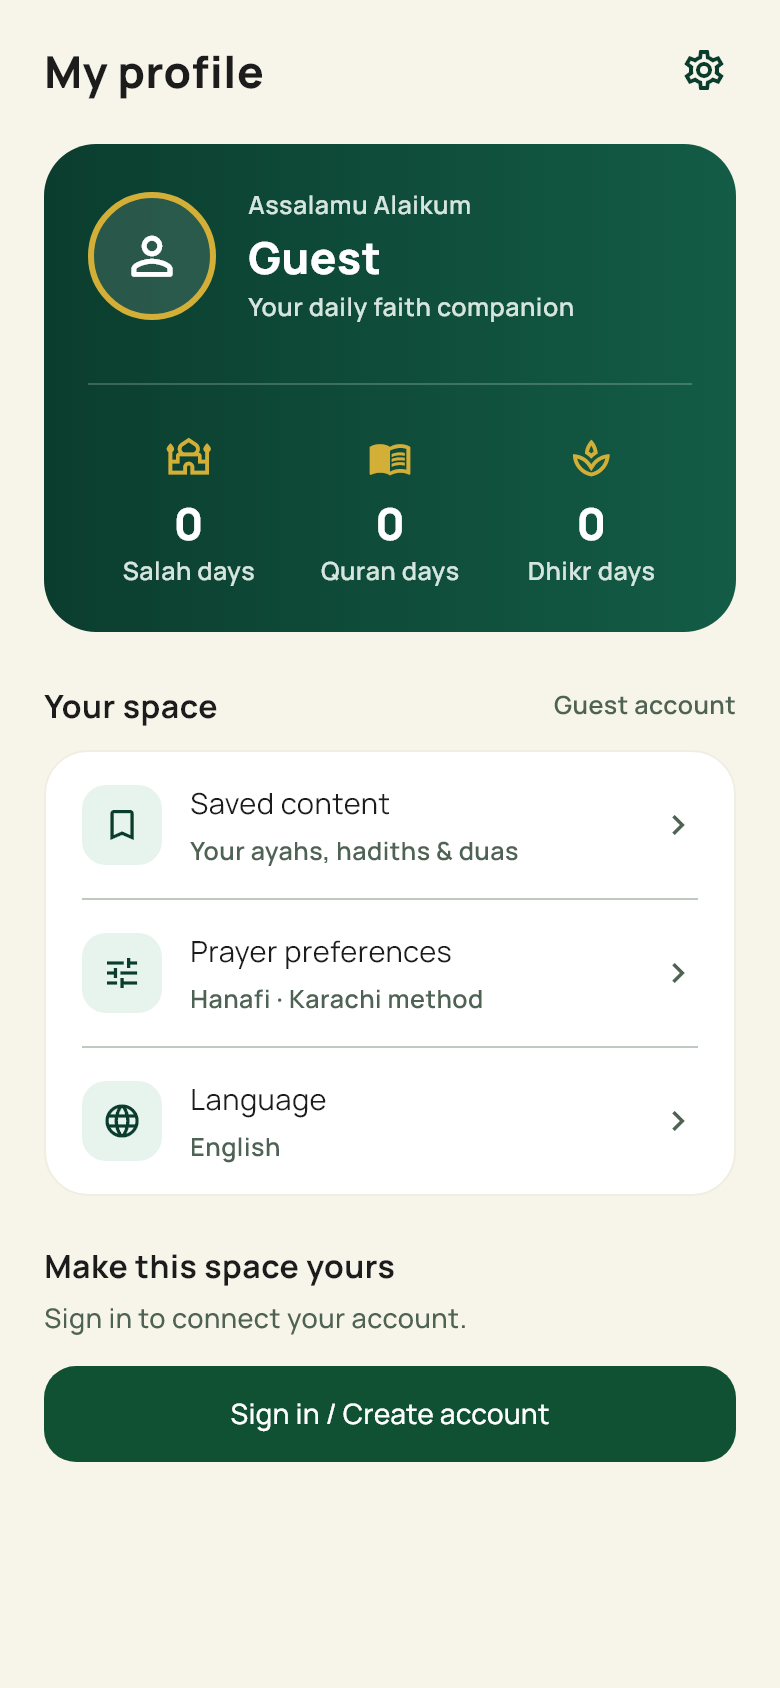 My profile
Assalamu Alaikum
Guest
Your daily faith companion
0 0 0
Salah days Quran days Dhikr days
Your space Guest account
Saved content
Your ayahs, hadiths & duas
Prayer preferences
Hanafi · Karachi method
Language
English
Make this space yours
Sign in to connect your account.
Sign in / Create account